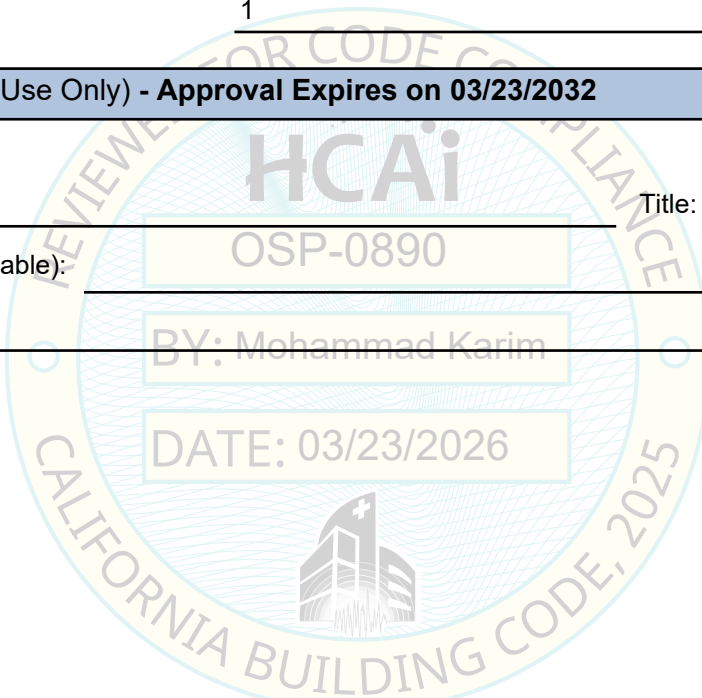 1
REVIEWED FOR CODE COMPLIANCE
Use Only) - Approval Expires on 03/23/2032
HCAi
Title:
OSP-0890
able):
BY: Mohammad Karim
DATE: 03/23/2026
CALIFORNIA BUILDING CODE, 2025